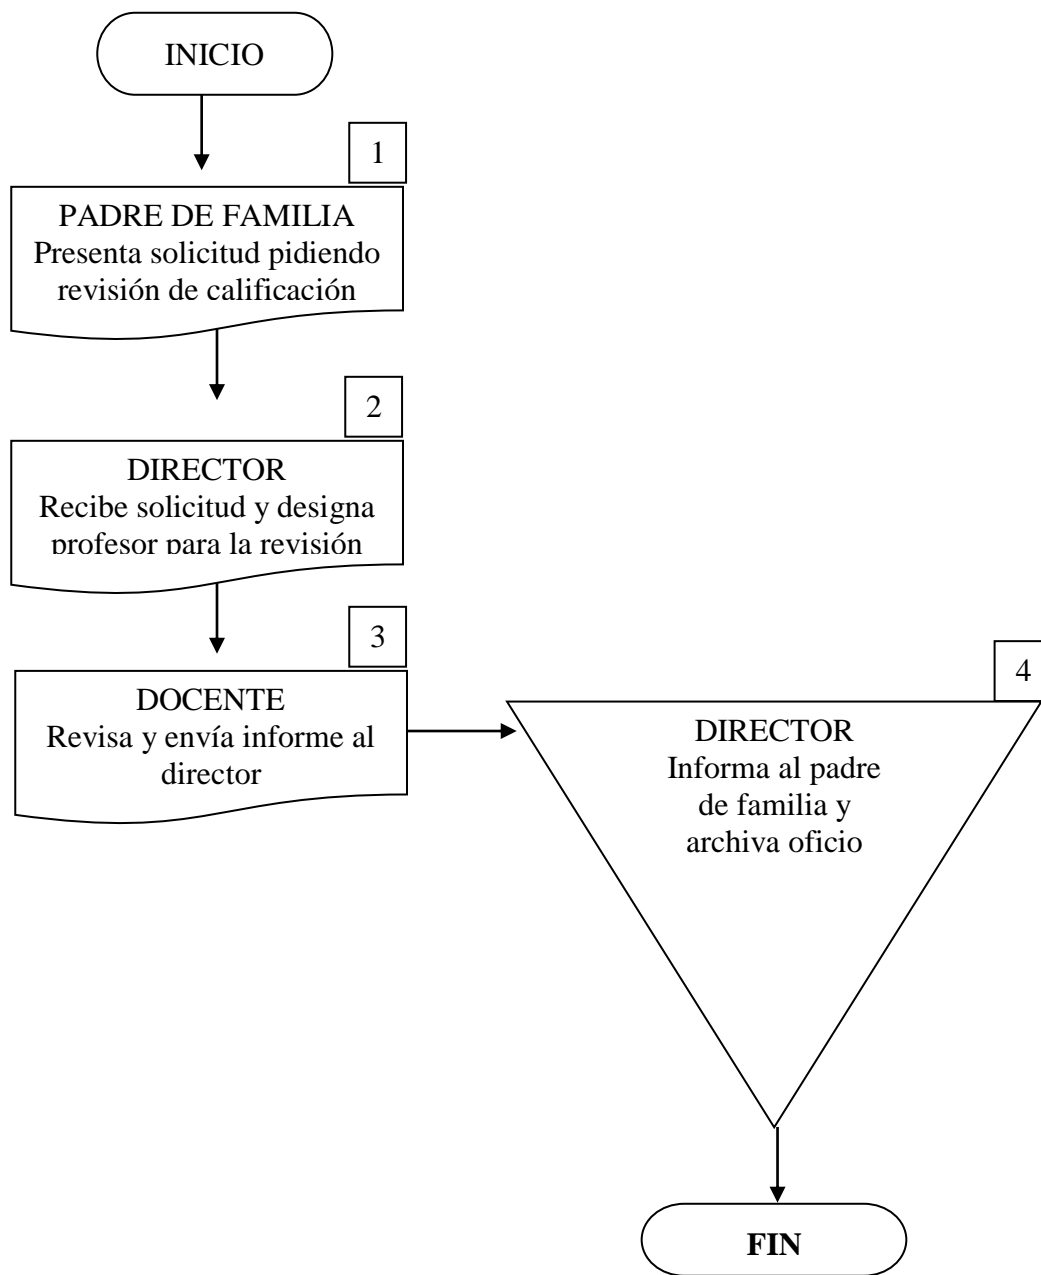 INICIO
1
PADRE DE FAMILIA
Presenta solicitud pidiendo
revisión de calificación
2
DIRECTOR
Recibe solicitud y designa
profesor para la revisión
3
DOCENTE
Revisa y envía informe al
director
4
DIRECTOR
Informa al padre
de familia y
archiva oficio
FIN